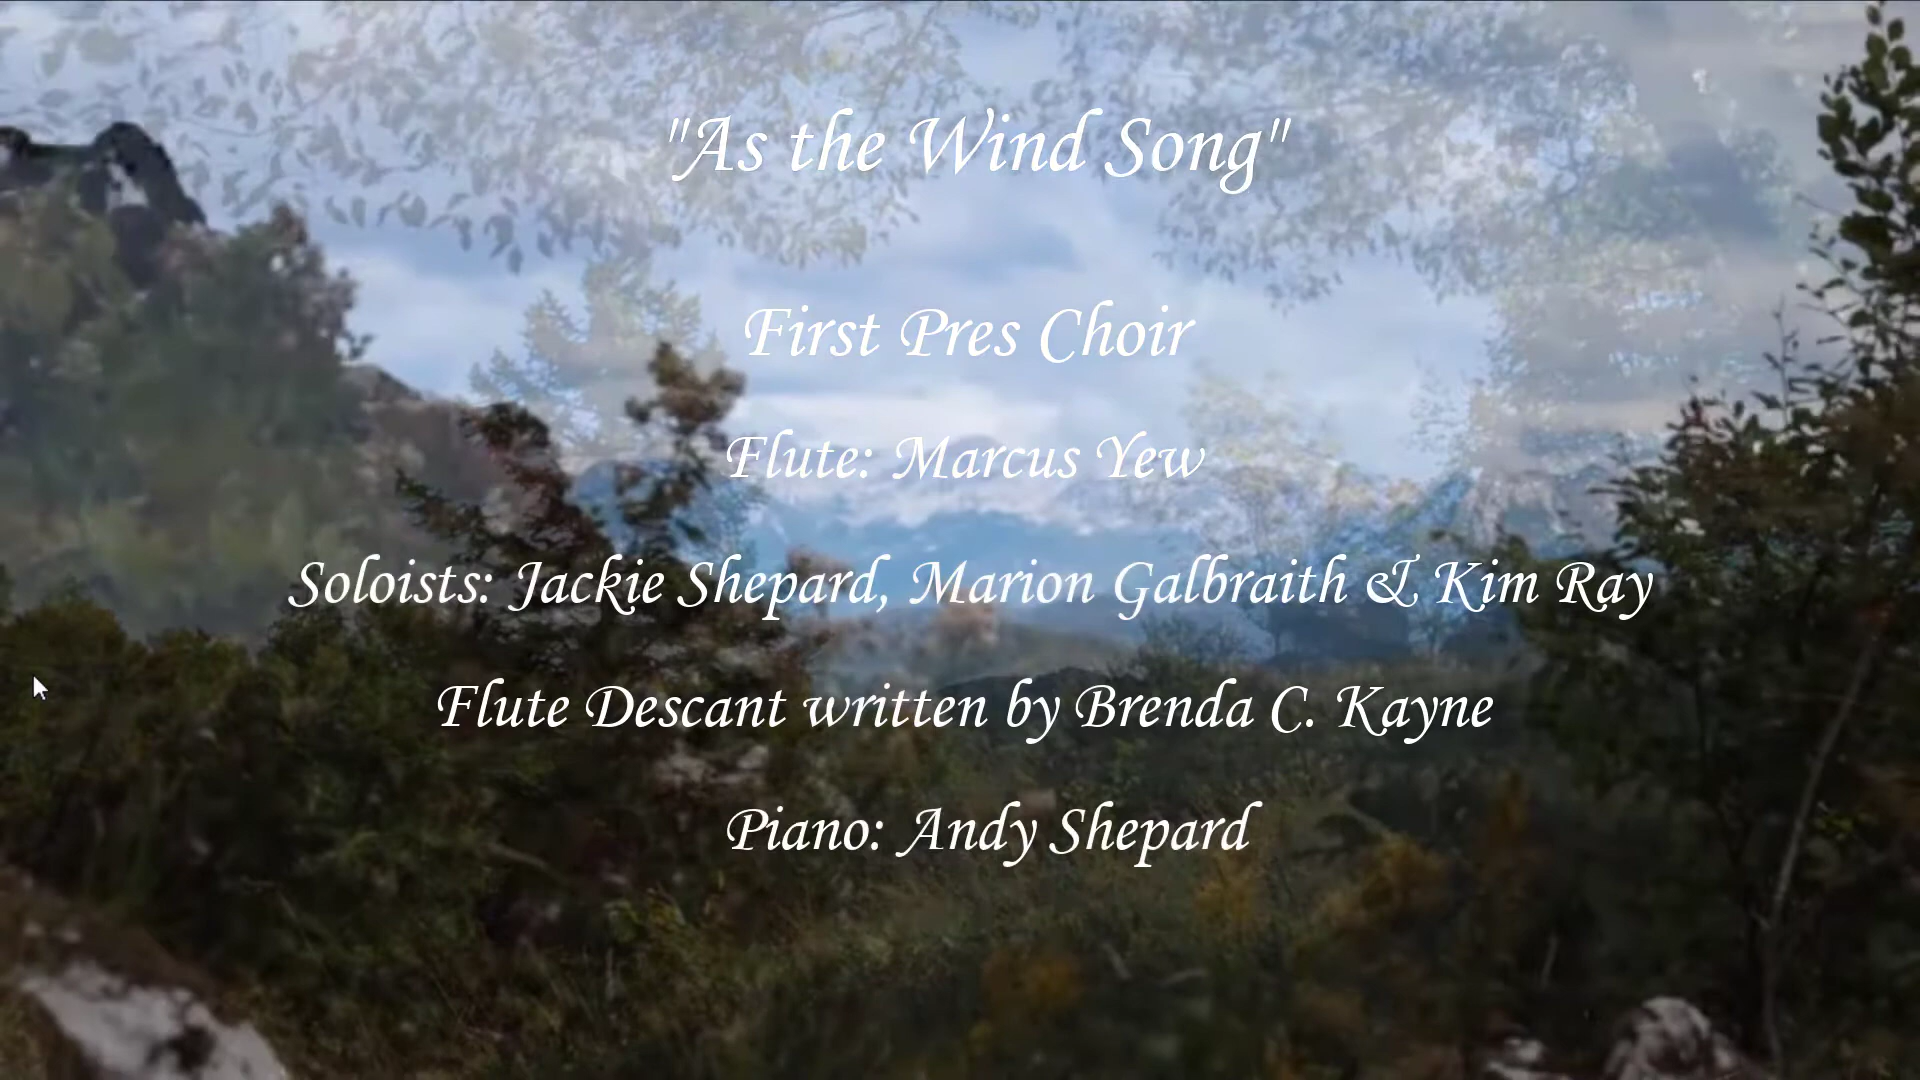 "As the Wind Song"
First Pres Choir
Flute: Marcus Yew
Soloists: Jackie Shepard, Marion Galbraith & Kim Ray
Flute Descant written by Brenda C. Kayne
Piano: Andy Shepard